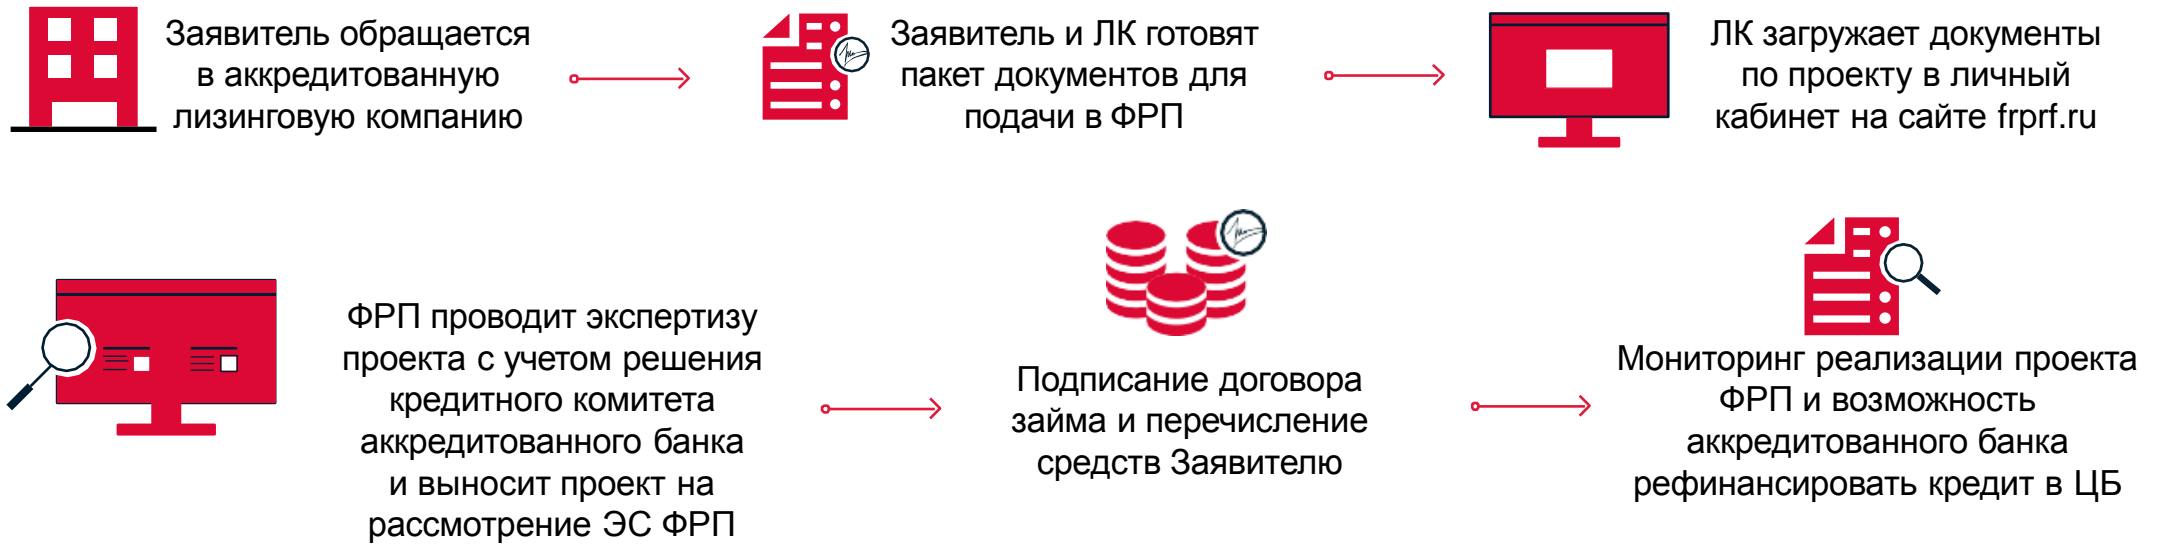 Заявитель обращается
в аккредитованную
лизинговую компанию
Заявитель и ЛК готовят
пакет документов для
подачи в ФРП
ЛК загружает документы
по проекту в личный
кабинет на сайте frprf.ru
ФРП проводит экспертизу
проекта с учетом решения
кредитного комитета
аккредитованного банка
и выносит проект на
рассмотрение ЭС ФРП
Подписание договора
займа и перечисление
средств Заявителю
Мониторинг реализации проекта
ФРП и возможность
аккредитованного банка
рефинансировать кредит в ЦБ